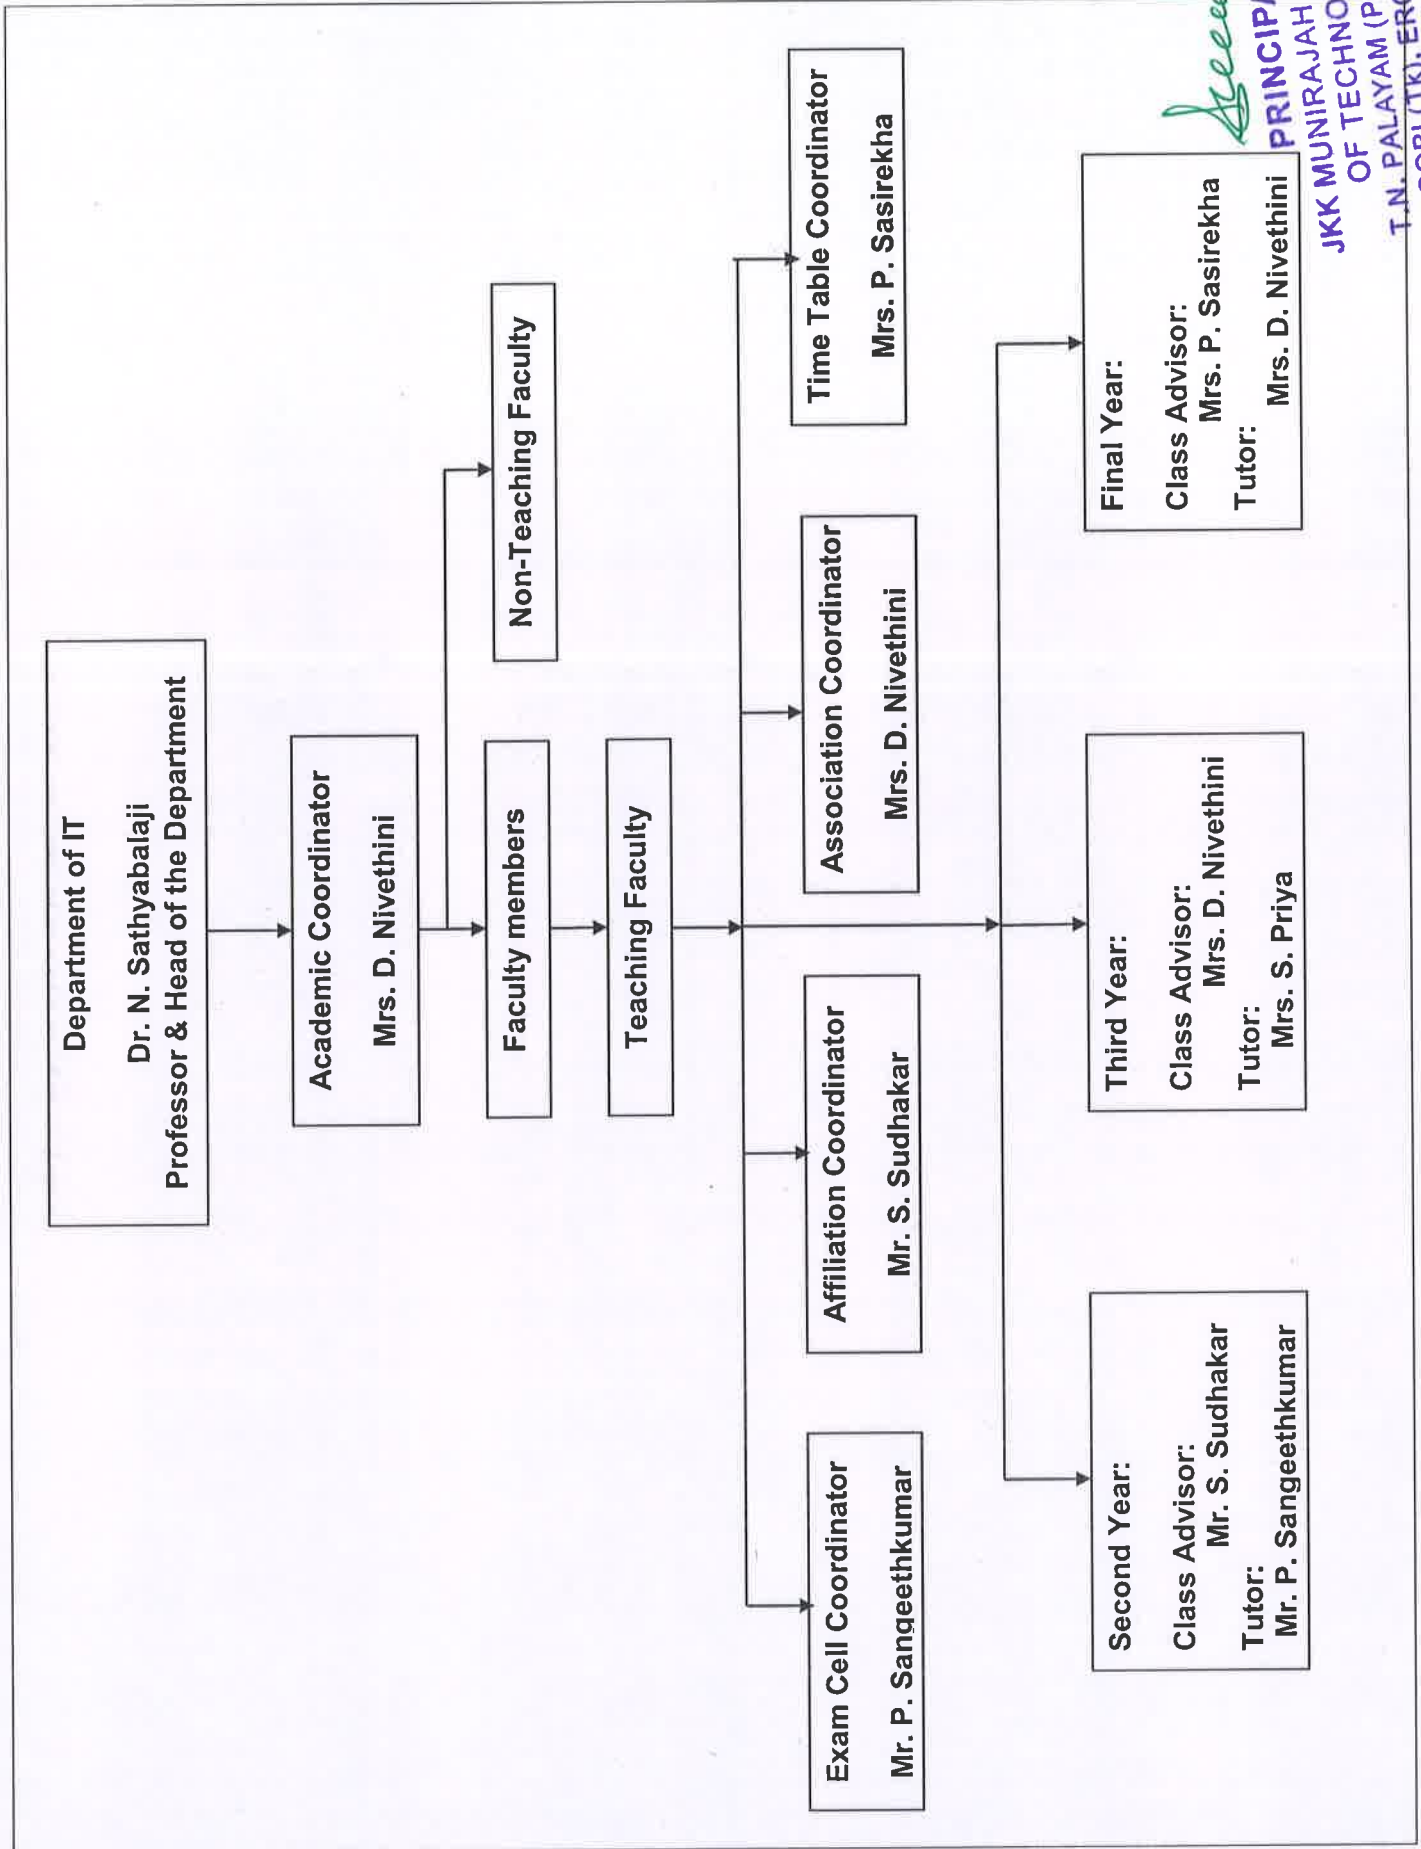 Department of IT
Dr. N. Sathyabalaji
Professor & Head of the Department
Academic Coordinator
Mrs. D. Nivethini
Non-Teaching Faculty
Faculty members
Teaching Faculty
Exam Cell Coordinator
Mr. P. Sangeethkumar
Affiliation Coordinator
Mr. S. Sudhakar
Association Coordinator
Mrs. D. Nivethini
Time Table Coordinator
Mrs. P. Sasirekha
Second Year:
Class Advisor:
Mr. S. Sudhakar
Tutor:
Mr. P. Sangeethkumar
Third Year:
Class Advisor:
Mrs. D. Nivethini
Tutor:
Mrs. S. Priya
Final Year:
Class Advisor:
Mrs. P. Sasirekha
Tutor:
Mrs. D. Nivethini
PRINCIPA
JKK MUNIRAJAH
OF TECHNO
T.N. PALAYAM (P
(TK), ERO